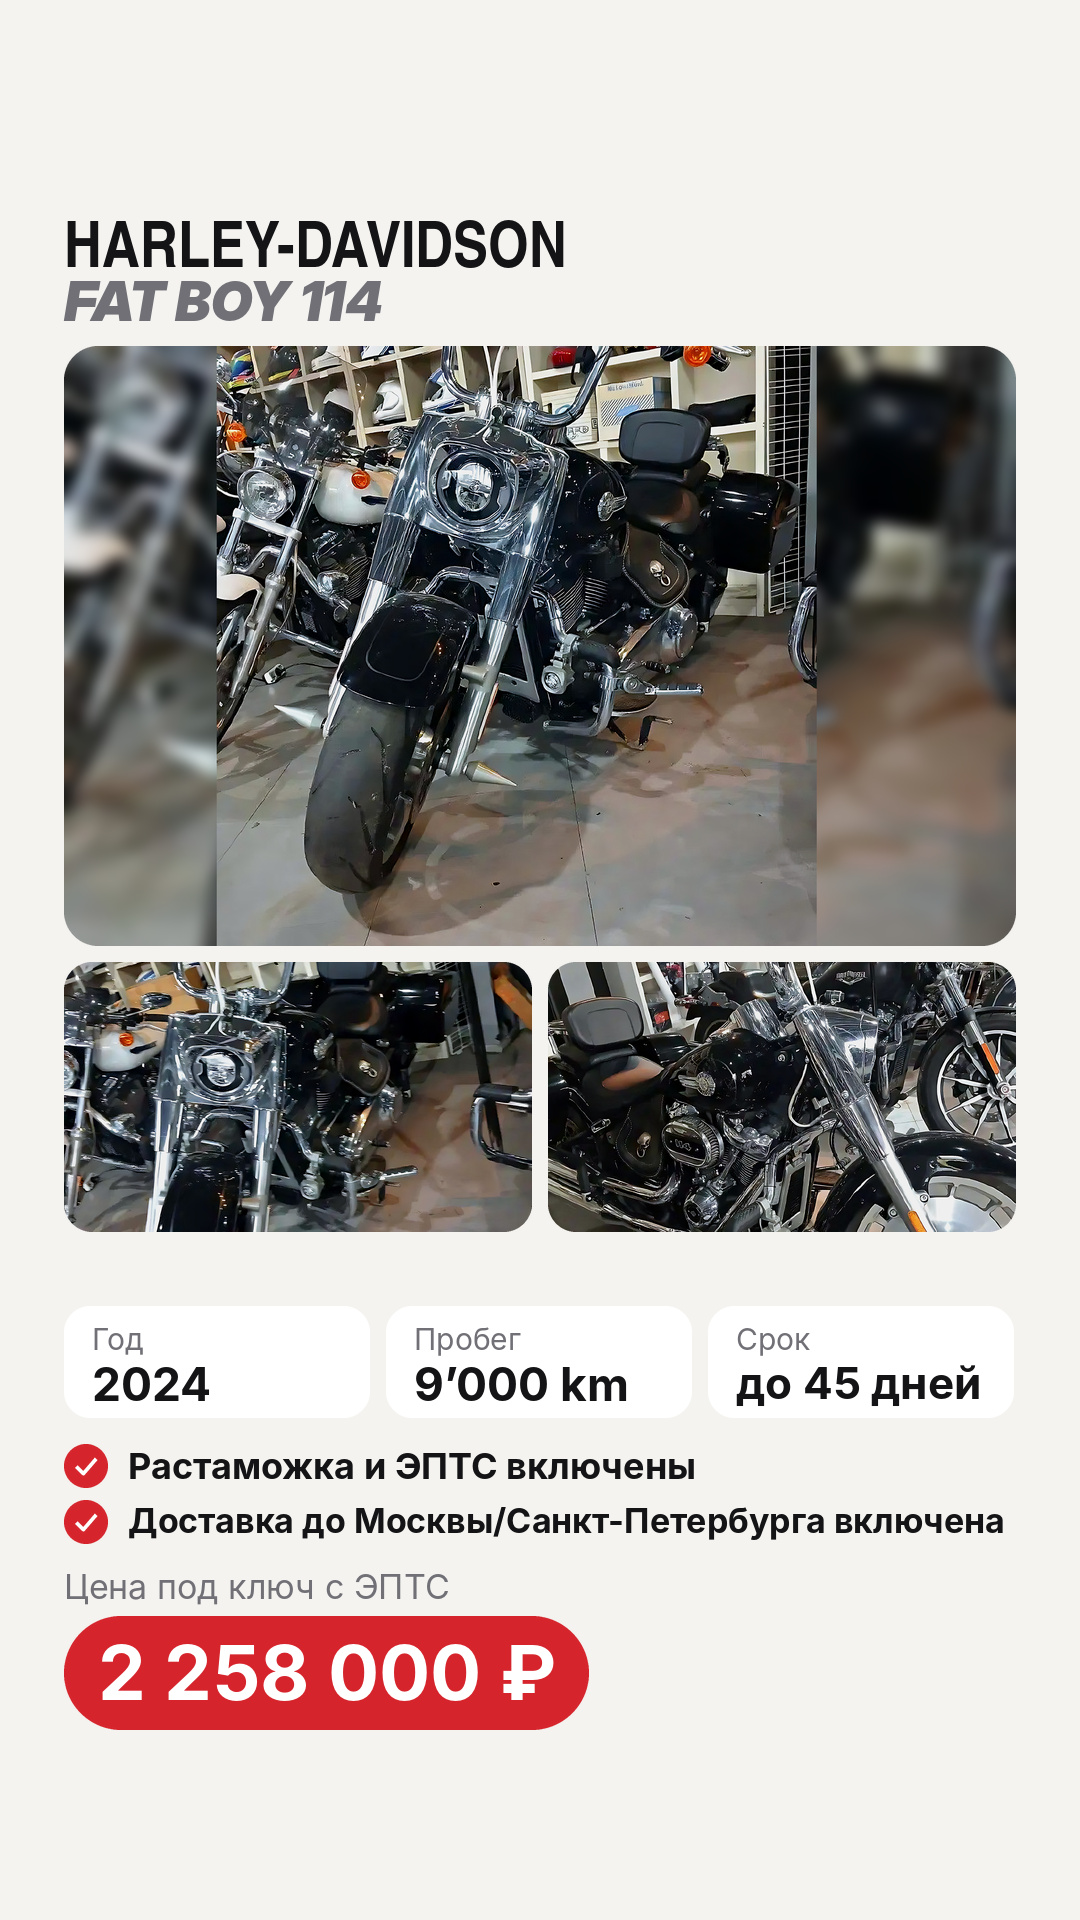 HARLEY-DAVIDSON
FAT BOY 114
Год
2024
Пробег
9’000 km
Срок
до 45 дней
Растаможка и ЭПТС включены
Доставка до Москвы/Санкт-Петербурга включена
Цена под ключ с ЭПТС
2 258 000 ₽